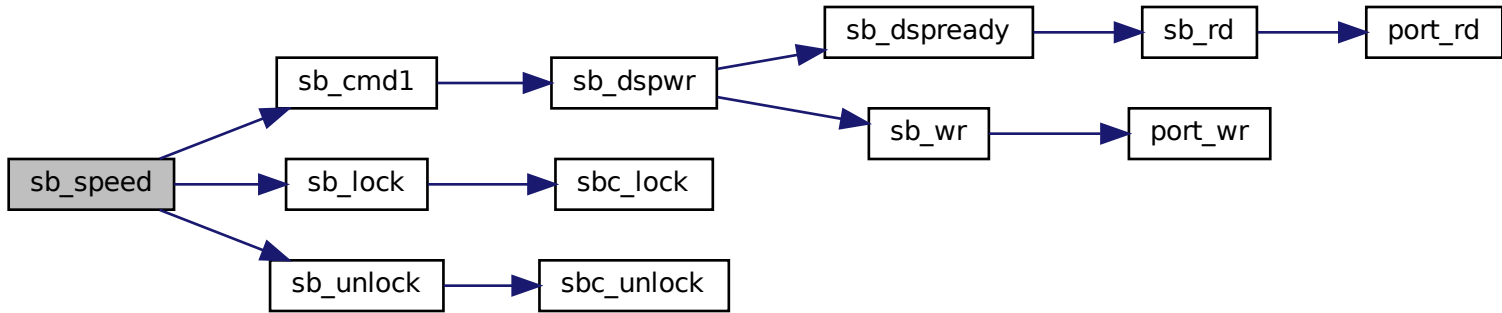 sb_speed
sb_cmd1
sb_dspwr
sb_dspready
sb_rd
port_rd
sb_wr
port_wr
sb_lock
sbc_lock
sb_unlock
sbc_unlock